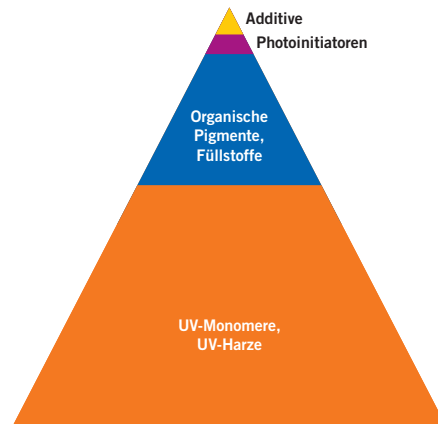 Additive
Photoinitiatoren
Organische
Pigmente,
Füllstoffe
UV-Monomere,
UV-Harze